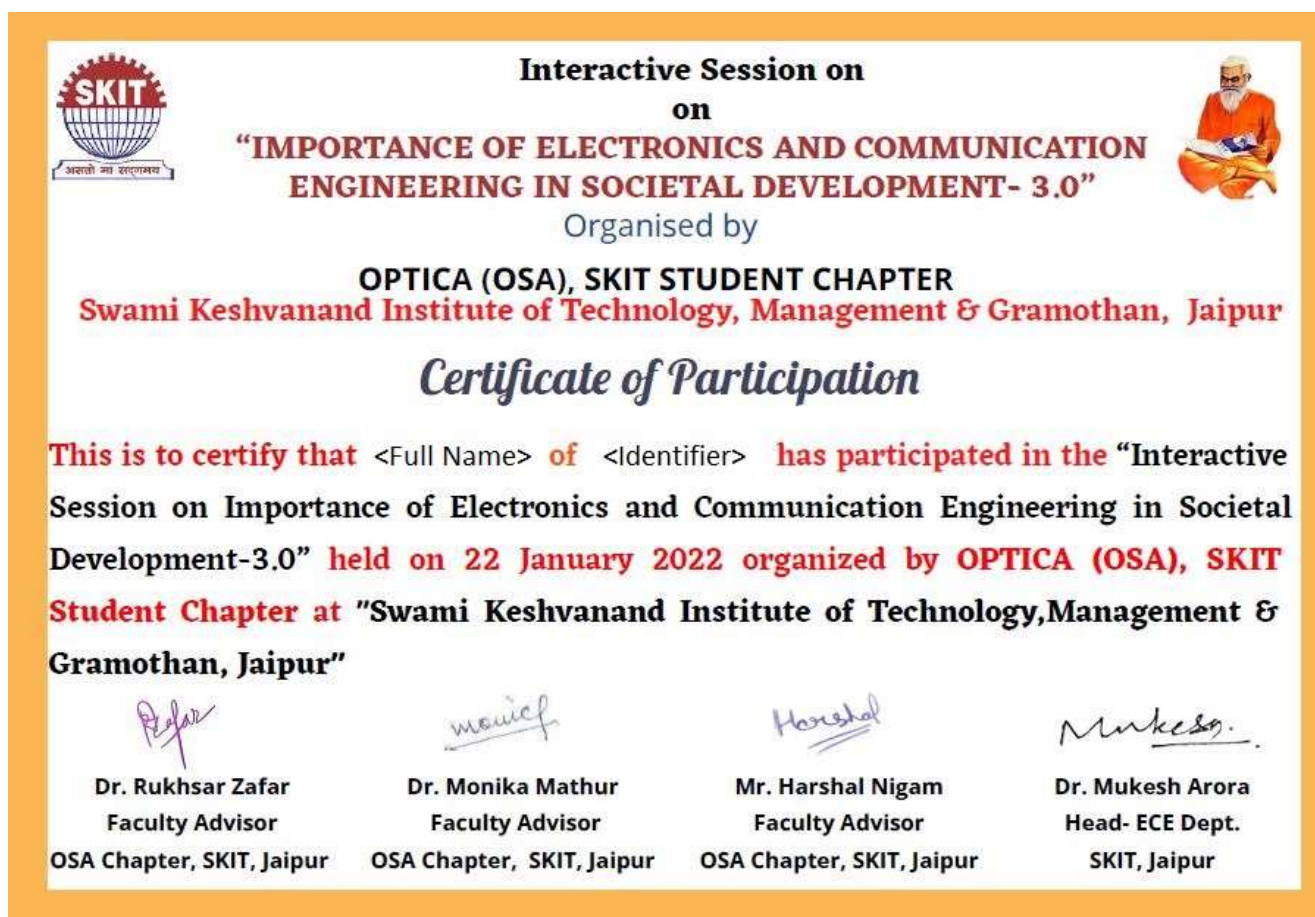 SKIT
असतो मा सद्गमय
Interactive Session on
on
“IMPORTANCE OF ELECTRONICS AND COMMUNICATION
ENGINEERING IN SOCIETAL DEVELOPMENT- 3.0”
Organised by
OPTICA (OSA), SKIT STUDENT CHAPTER
Swami Keshvanand Institute of Technology, Management & Gramothan, Jaipur
Certificate of Participation
This is to certify that <Full Name> of <Identifier> has participated in the “Interactive
Session on Importance of Electronics and Communication Engineering in Societal
Development-3.0” held on 22 January 2022 organized by OPTICA (OSA), SKIT
Student Chapter at "Swami Keshvanand Institute of Technology,Management &
Gramothan, Jaipur"
Harshal
Mukesh.
Dr. Rukhsar Zafar Dr. Monika Mathur Mr. Harshal Nigam Dr. Mukesh Arora
Faculty Advisor Faculty Advisor Faculty Advisor Head- ECE Dept.
OSA Chapter, SKIT, Jaipur OSA Chapter, SKIT, Jaipur OSA Chapter, SKIT, Jaipur SKIT, Jaipur